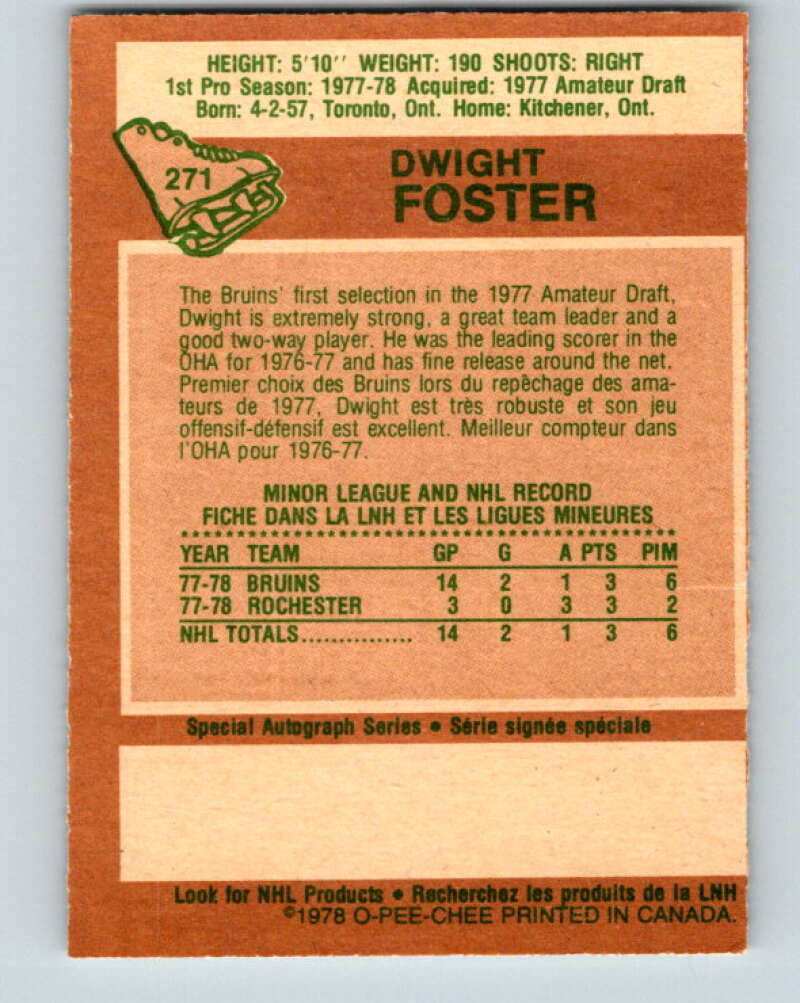 HEIGHT: 5'10'' WEIGHT: 190 SHOOTS: RIGHT
1st Pro Season: 1977-78 Acquired: 1977 Amateur Draft
Born: 4-2-57, Toronto, Ont. Home: Kitchener, Ont.
271
DWIGHT
FOSTER
The Bruins' first selection in the 1977 Amateur Draft,
Dwight is extremely strong, a great team leader and a
good two-way player. He was the leading scorer in the
OHA for 1976-77 and has fine release around the net.
Premier choix des Bruins lors du repêchage des ama-
teurs de 1977, Dwight est très robuste et son jeu
offensif-défensif est excellent. Meilleur compteur dans
l'OHA pour 1976-77.
MINOR LEAGUE AND NHL RECORD
FICHE DANS LA LNH ET LES LIGUES MINEURES
YEAR TEAM GP G A PTS PIM
77-78 BRUINS 14 2 1 3 6
77-78 ROCHESTER 3 0 3 3 2
NHL TOTALS............... 14 2 1 3 6
Special Autograph Series • Série signée spéciale
Look for NHL Products • Recherchez les produits de la LNH
©1978 O-PEE-CHEE PRINTED IN CANADA.